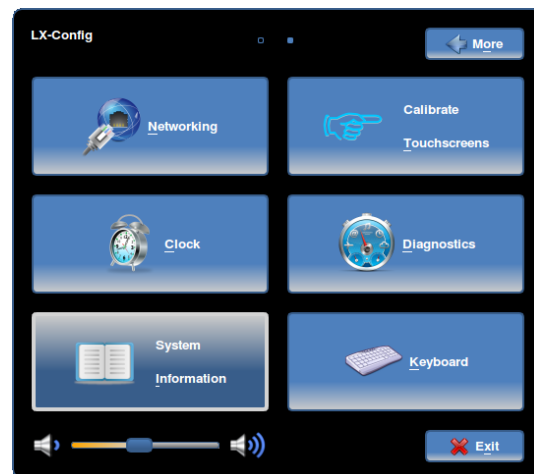 LX-Config
More
Networking
Calibrate
Touchscreens
Clock
Diagnostics
System
Information
Keyboard
Exit